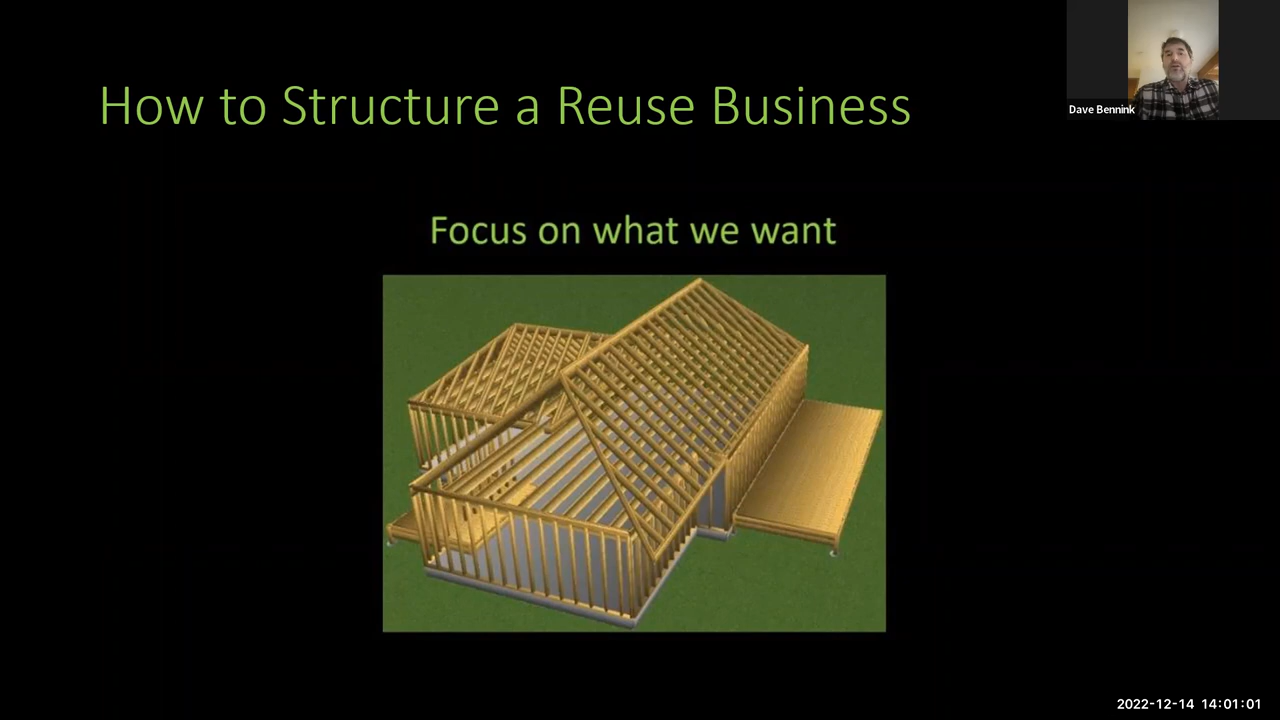 How to Structure a Reuse Business
Dave Bennink
Focus on what we want
2022-12-14 14:01:01